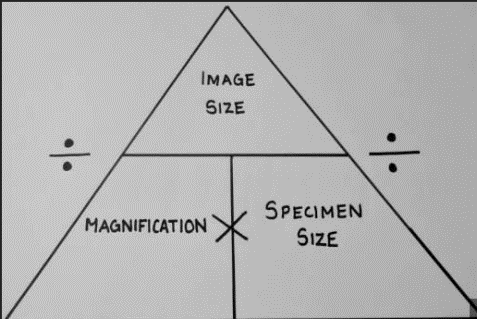 IMAGE
SIZE
÷ ÷
MAGNIFICATION × SPECIMEN
SIZE